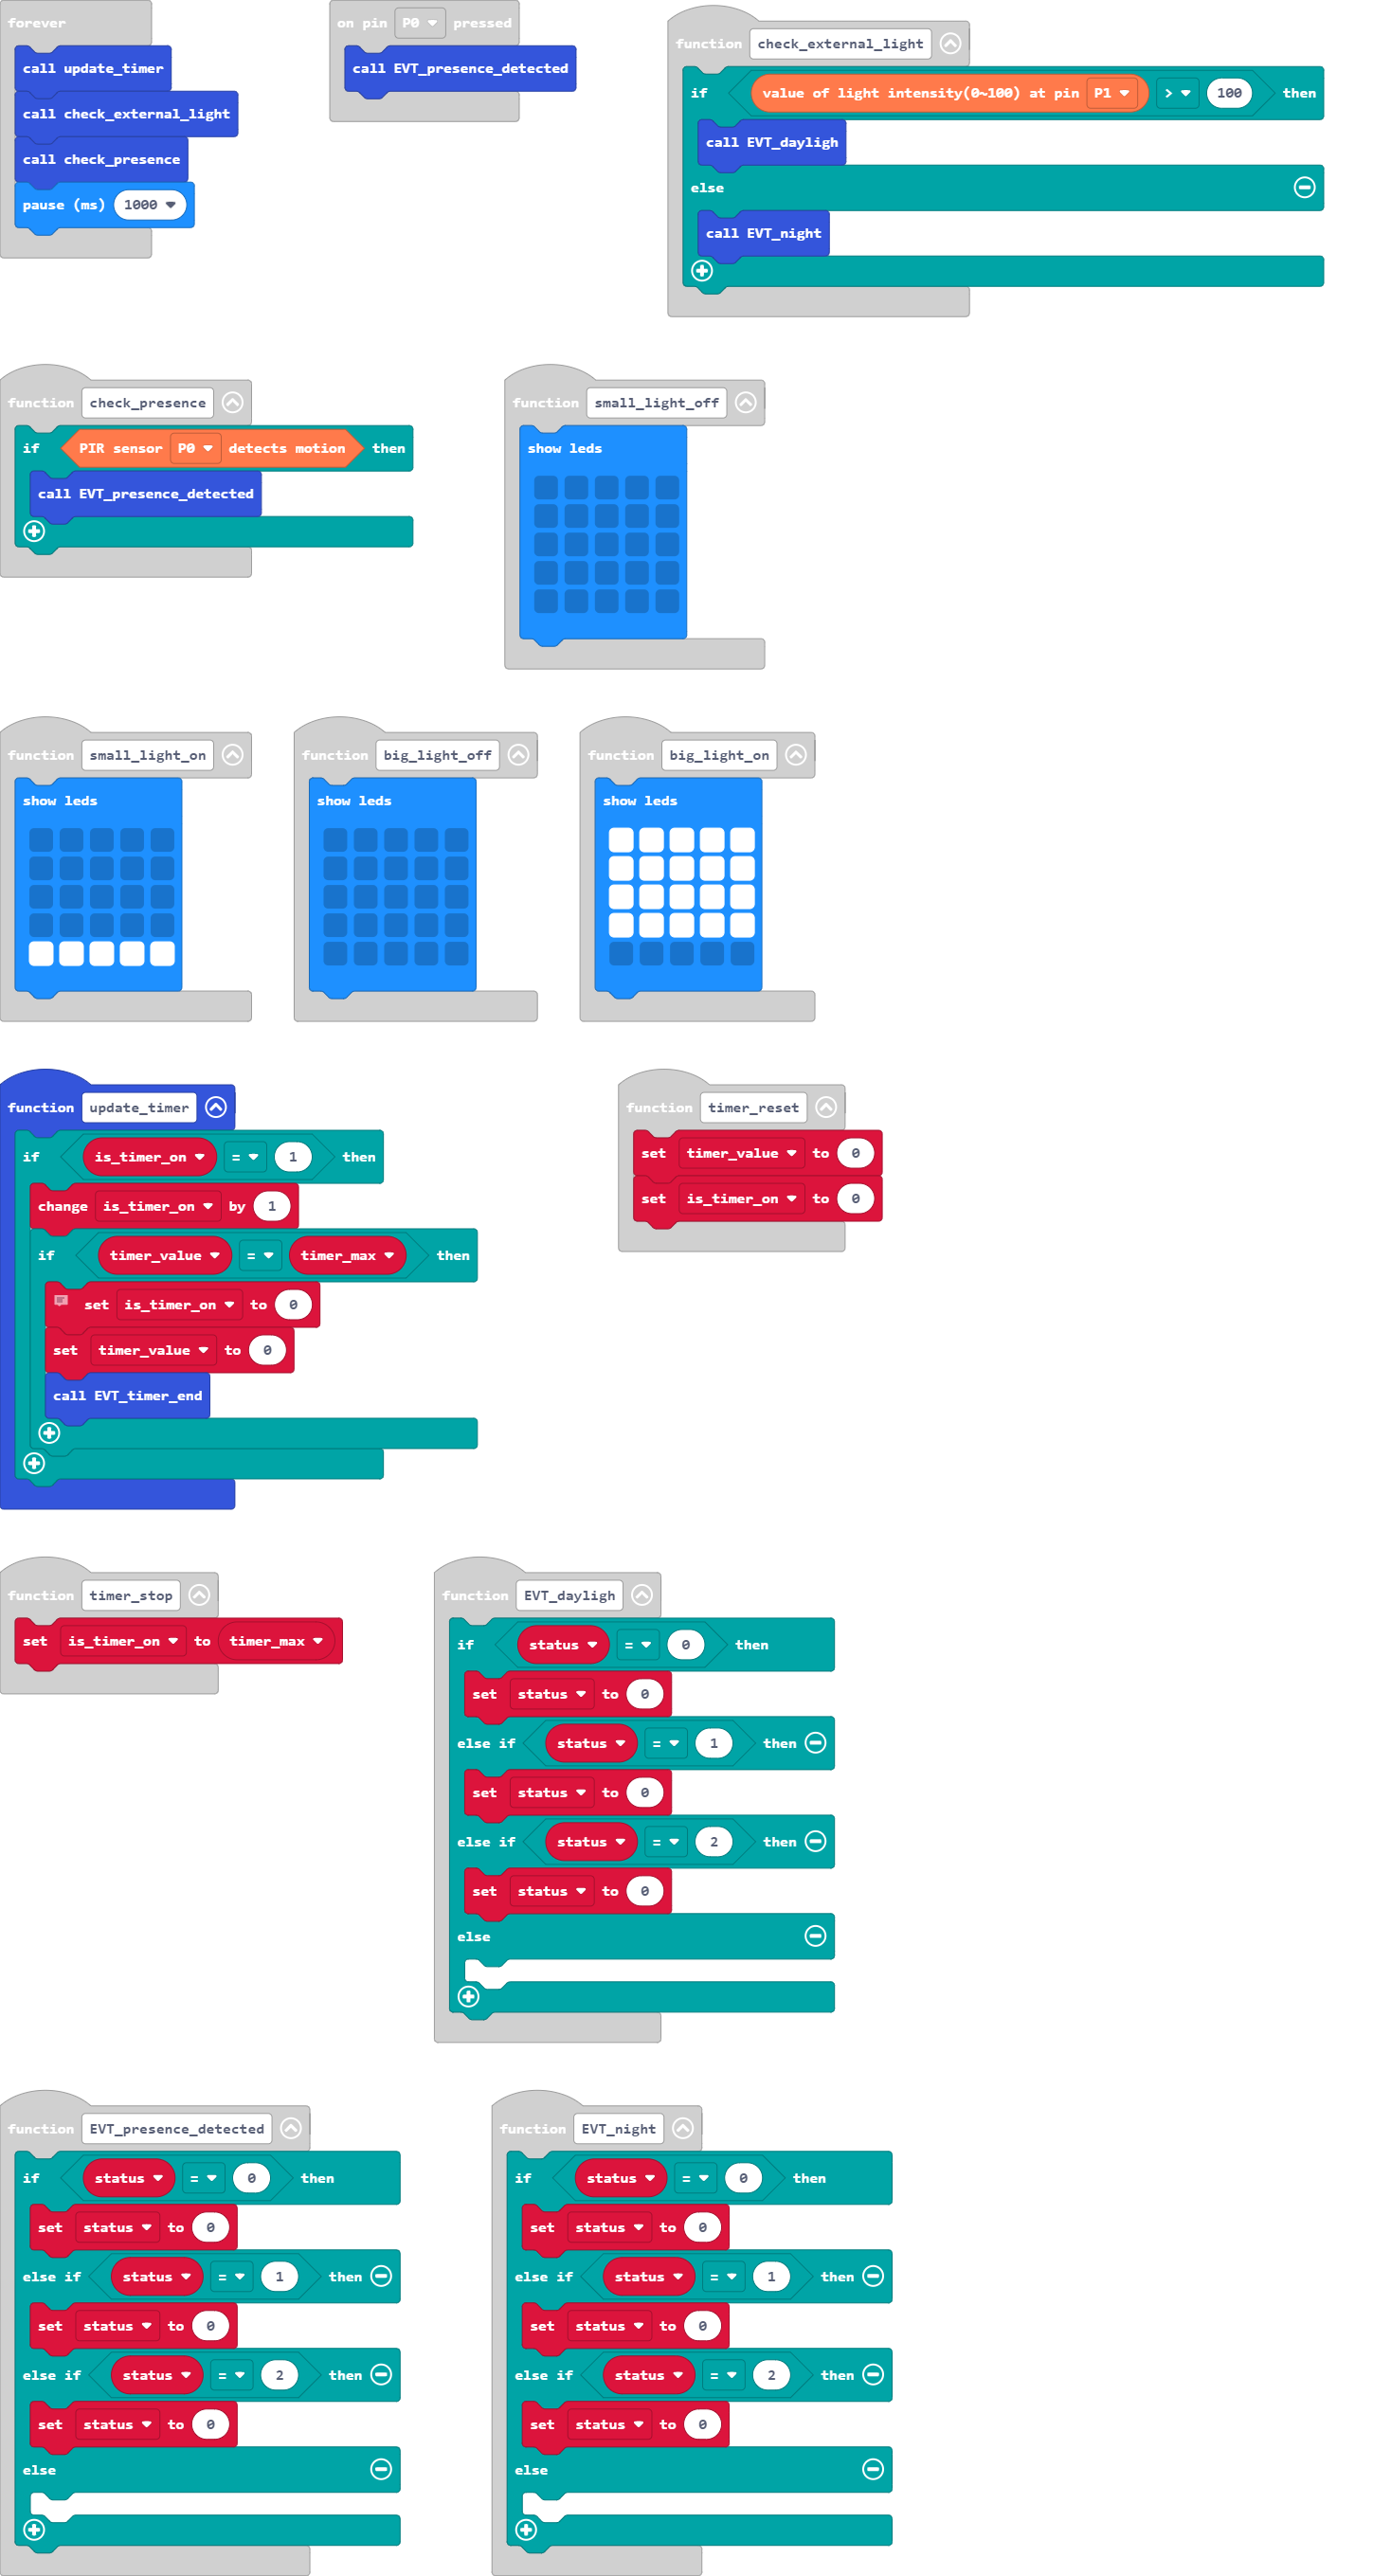 forever
call update_timer
call check_external_light
call check_presence
pause (ms) 1000
on pin P0 pressed
call EVT_presence_detected
function check_external_light
if value of light intensity(0~100) at pin P1 > 100 then
call EVT_dayligh
else
call EVT_night
function check_presence
if PIR sensor P0 detects motion then
call EVT_presence_detected
function small_light_off
show leds
function small_light_on
show leds
function big_light_off
show leds
function big_light_on
show leds
function update_timer
if is_timer_on = 1 then
change is_timer_on by 1
if timer_value = timer_max then
set is_timer_on to 0
set timer_value to 0
call EVT_timer_end
function timer_reset
set timer_value to 0
set is_timer_on to 0
function timer_stop
set is_timer_on to timer_max
function EVT_dayligh
if status = 0 then
set status to 0
else if status = 1 then
set status to 0
else if status = 2 then
set status to 0
else
function EVT_presence_detected
if status = 0 then
set status to 0
else if status = 1 then
set status to 0
else if status = 2 then
set status to 0
else
function EVT_night
if status = 0 then
set status to 0
else if status = 1 then
set status to 0
else if status = 2 then
set status to 0
else